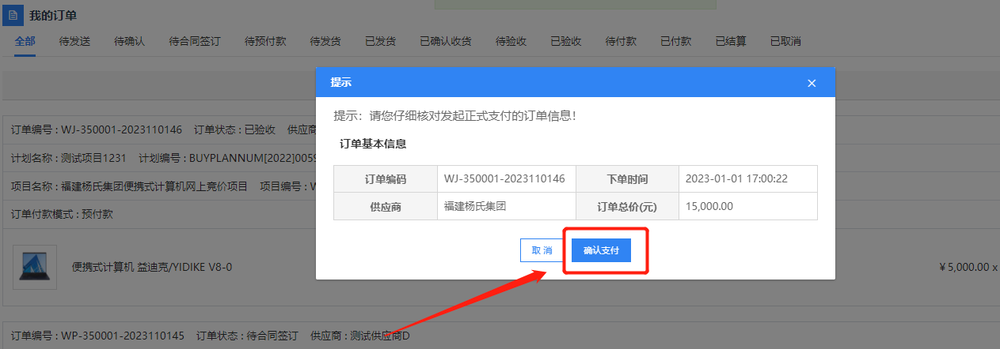 我的订单
全部 待发送 待确认 待合同签订 待预付款 待发货 已发货 已确认收货 待验收 已验收 待付款 已付款 已结算 已取消
提示
提示：请您仔细核对发起正式支付的订单信息！
订单基本信息
订单编码 WJ-350001-2023110146 下单时间 2023-01-01 17:00:22
供应商 福建杨氏集团 订单总价(元) 15,000.00
取 消 确认支付
订单编号 : WJ-350001-2023110146 订单状态 : 已验收 供应
计划名称 : 测试项目1231 计划编号 : BUYPLANNUM[2022]0059
项目名称 : 福建杨氏集团便携式计算机网上竞价项目 项目编号 : W
订单付款模式 : 预付款
便携式计算机 益迪克/YIDIKE V8-0 ¥ 5,000.00 x
订单编号 : WP-350001-2023110145 订单状态 : 待合同签订 供应商 : 测试供应商D